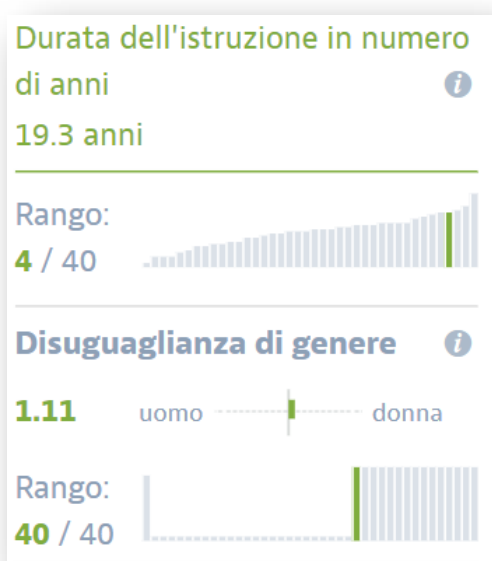 Durata dell'istruzione in numero
di anni
19.3 anni
Rango:
4 / 40
Disuguaglianza di genere
1.11 uomo donna
Rango:
40 / 40